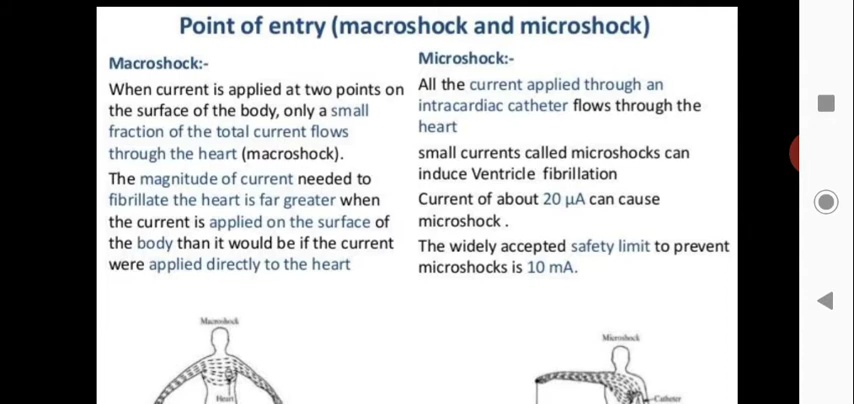 Point of entry (macroshock and microshock)
Macroshock:-
When current is applied at two points on
the surface of the body, only a small
fraction of the total current flows
through the heart (macroshock).
The magnitude of current needed to
fibrillate the heart is far greater when
the current is applied on the surface of
the body than it would be if the current
were applied directly to the heart
Microshock:-
All the current applied through an
intracardiac catheter flows through the
heart
small currents called microshocks can
induce Ventricle fibrillation
Current of about 20 µA can cause
microshock .
The widely accepted safety limit to prevent
microshocks is 10 mA.
Macroshock
Heart
Microshock
Catheter